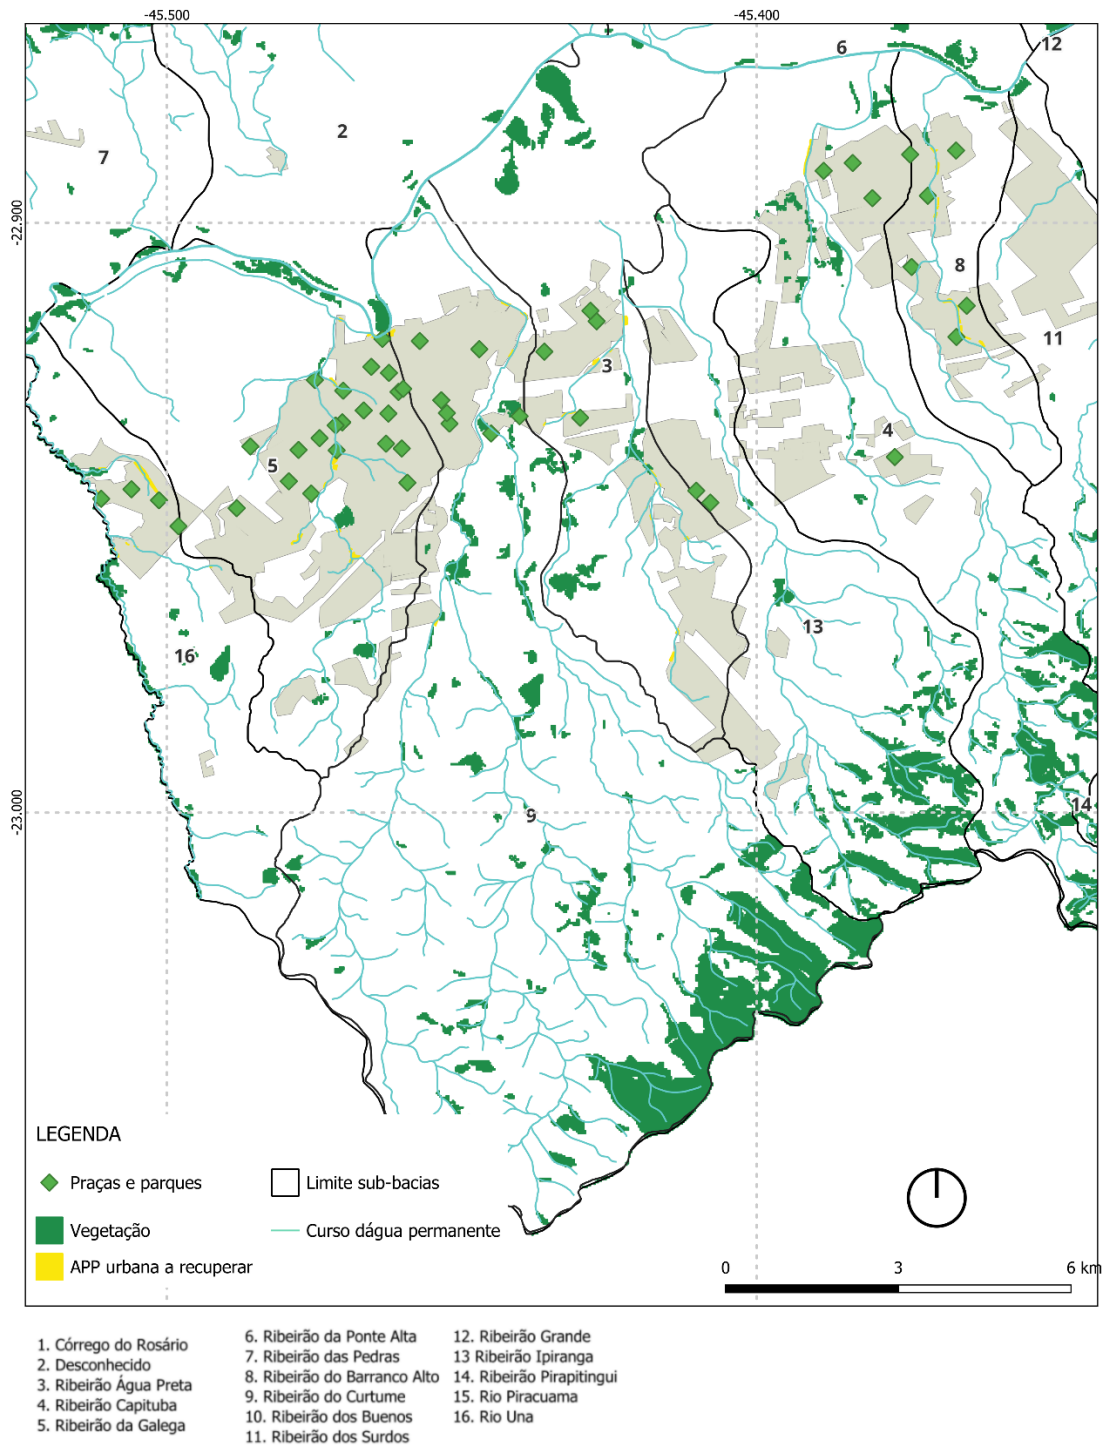 -45.500
-45.400
12
6
2
7
-22.900
8
11
3
4
5
13
16
14
-23.000
9
LEGENDA
Praças e parques
Limite sub-bacias
Vegetação
Curso dágua permanente
APP urbana a recuperar
0
3
6 km
1. Córrego do Rosário
2. Desconhecido
3. Ribeirão Água Preta
4. Ribeirão Capituba
5. Ribeirão da Galega
6. Ribeirão da Ponte Alta
7. Ribeirão das Pedras
8. Ribeirão do Barranco Alto
9. Ribeirão do Curtume
10. Ribeirão dos Buenos
11. Ribeirão dos Surdos
12. Ribeirão Grande
13 Ribeirão Ipiranga
14. Ribeirão Pirapitingui
15. Rio Piracuama
16. Rio Una